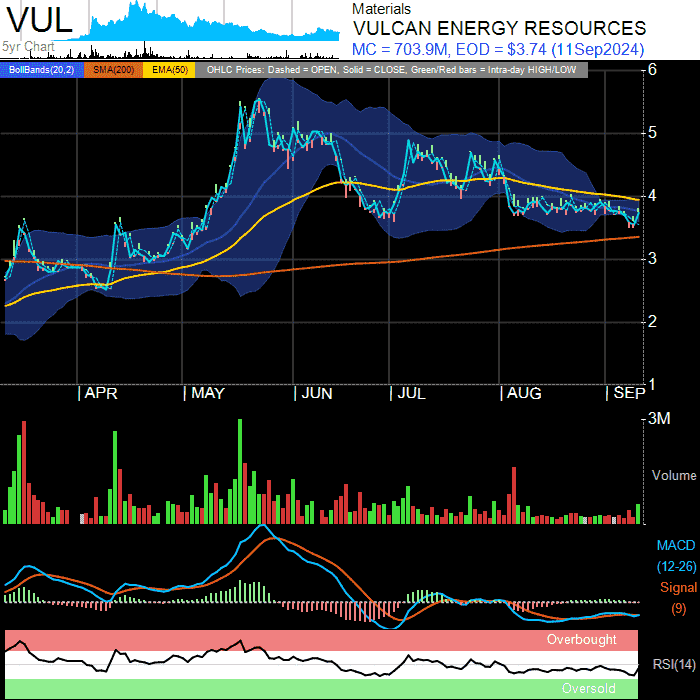 VUL
5yr Chart
Materials
VULCAN ENERGY RESOURCES
MC = 703.9M, EOD = $3.74 (11Sep2024)
BollBands(20,2) SMA(200) EMA(50) OHLC Prices: Dashed = OPEN, Solid = CLOSE, Green/Red bars = Intra-day HIGH/LOW
6
5
4
3
2
1
APR MAY JUN JUL AUG SEP
3M
Volume
MACD
(12-26)
Signal
(9)
Overbought
RSI(14)
Oversold